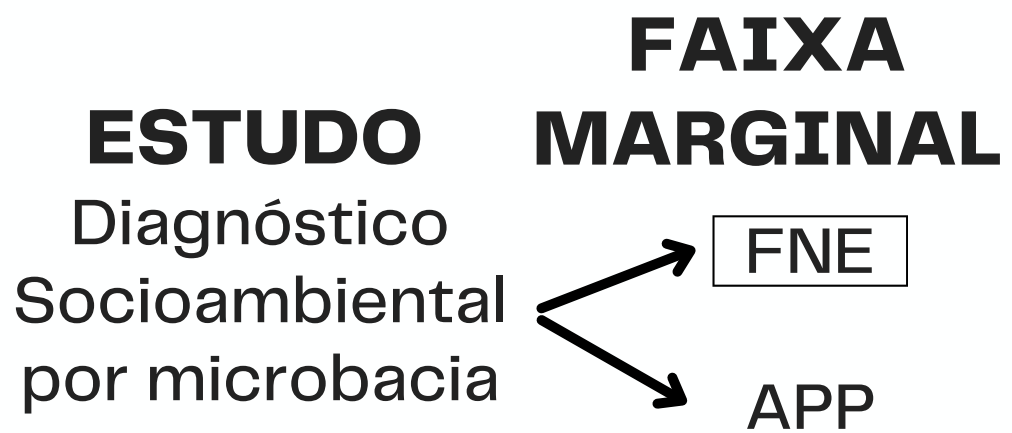 ESTUDO
Diagnóstico
Socioambiental
por microbacia
FAIXA
MARGINAL
FNE
APP